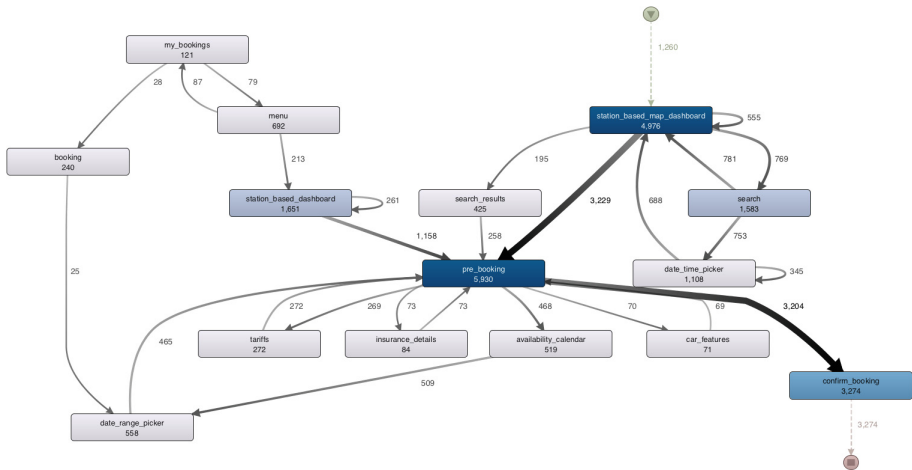 1,260
my_bookings
121
28
87
79
menu
692
station_based_map_dashboard
4,976
555
booking
240
213
195
781
769
station_based_dashboard
1,651
261
search_results
425
3,229
688
search
1,583
1,158
258
753
pre_booking
5,930
date_time_picker
1,108
345
25
465
272
269
73
73
468
70
69
3,204
tariffs
272
insurance_details
84
availability_calendar
519
car_features
71
509
confirm_booking
3,274
date_range_picker
558
3,274